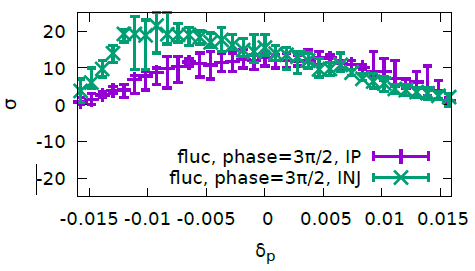 20
10
σ
0
-10
fluc, phase=3π/2, IP
fluc, phase=3π/2, INJ
-20
-0.015 -0.01 -0.005 0 0.005 0.01 0.015
δp